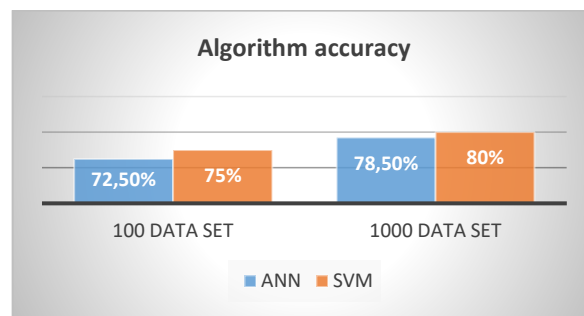 Algorithm accuracy
72,50% 75% 78,50% 80%
100 DATA SET 1000 DATA SET
ANN SVM